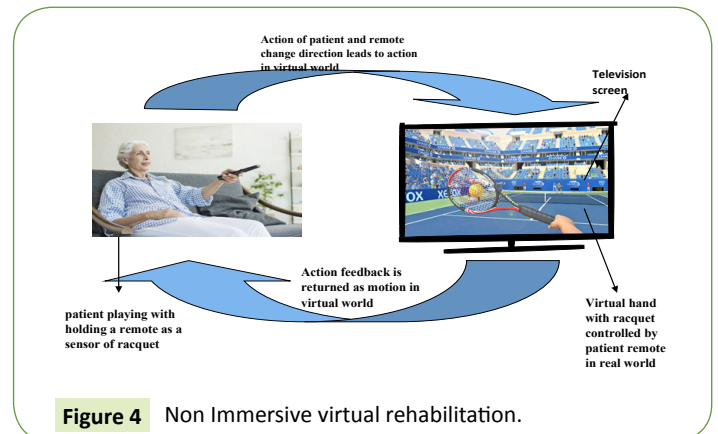 Action of patient and remote
change direction leads to action
in virtual world
Television
screen
XEROX
Action feedback is
returned as motion in
virtual world
patient playing with
holding a remote as a
sensor of racquet
Virtual hand
with racquet
controlled by
patient remote
in real world
Figure 4 Non Immersive virtual rehabilitation.